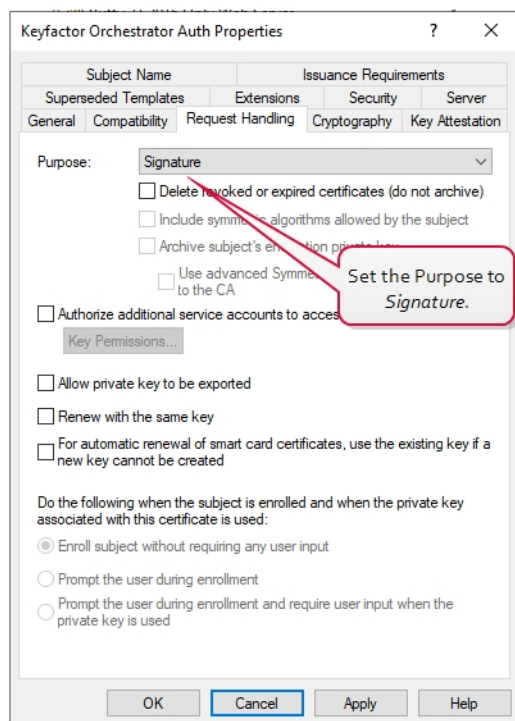 Keyfactor Orchestrator Auth Properties ? ×
Subject Name Issuance Requirements
Superseded Templates Extensions Security Server
General Compatibility Request Handling Cryptography Key Attestation
Purpose: Signature
Delete revoked or expired certificates (do not archive)
Include symmetric algorithms allowed by the subject
Archive subject's encryption private key
Use advanced Symme
to the CA
Set the Purpose to
Signature.
Authorize additional service accounts to acces
Key Permissions...
Allow private key to be exported
Renew with the same key
For automatic renewal of smart card certificates, use the existing key if a
new key cannot be created
Do the following when the subject is enrolled and when the private key
associated with this certificate is used:
Enroll subject without requiring any user input
Prompt the user during enrollment
Prompt the user during enrollment and require user input when the
private key is used
OK Cancel Apply Help